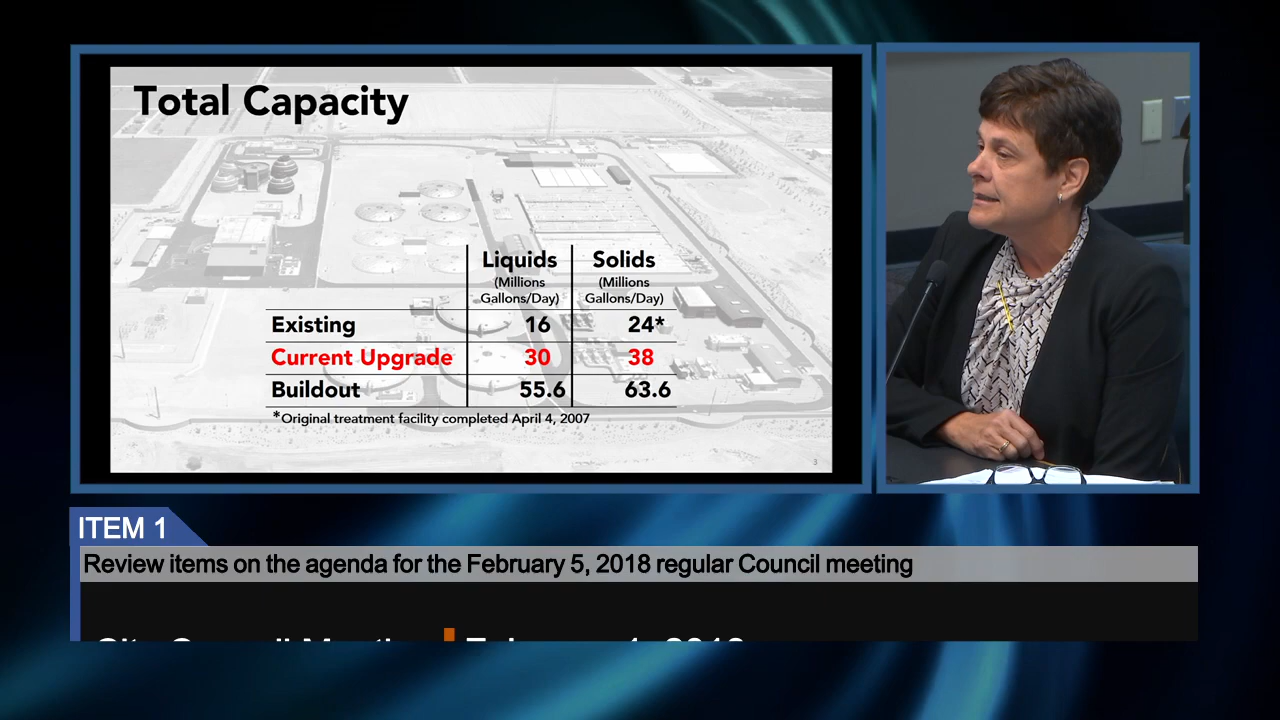 Total Capacity
Liquids Solids
(Millions (Millions
Gallons/Day) Gallons/Day)
Existing 16 24*
Current Upgrade 30 38
Buildout 55.6 63.6
*Original treatment facility completed April 4, 2007
3
ITEM 1
Review items on the agenda for the February 5, 2018 regular Council meeting